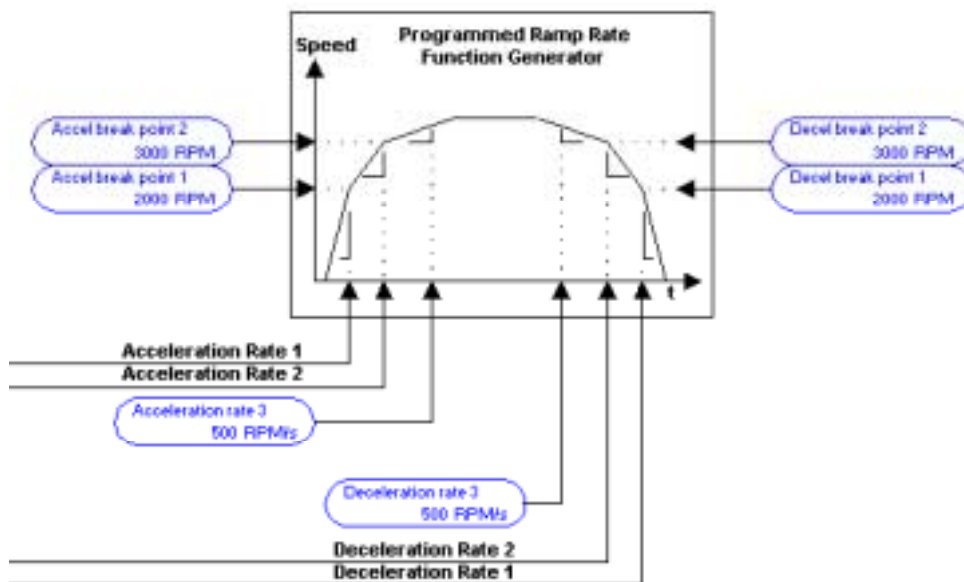 Programmed Ramp Rate
Function Generator
Speed
Accel break point 2
3000 RPM
Accel break point 1
2000 RPM
Decel break point 2
3000 RPM
Decel break point 1
2000 RPM
t
Acceleration Rate 1
Acceleration Rate 2
Acceleration rate 3
500 RPM/s
Deceleration rate 3
500 RPM/s
Deceleration Rate 2
Deceleration Rate 1